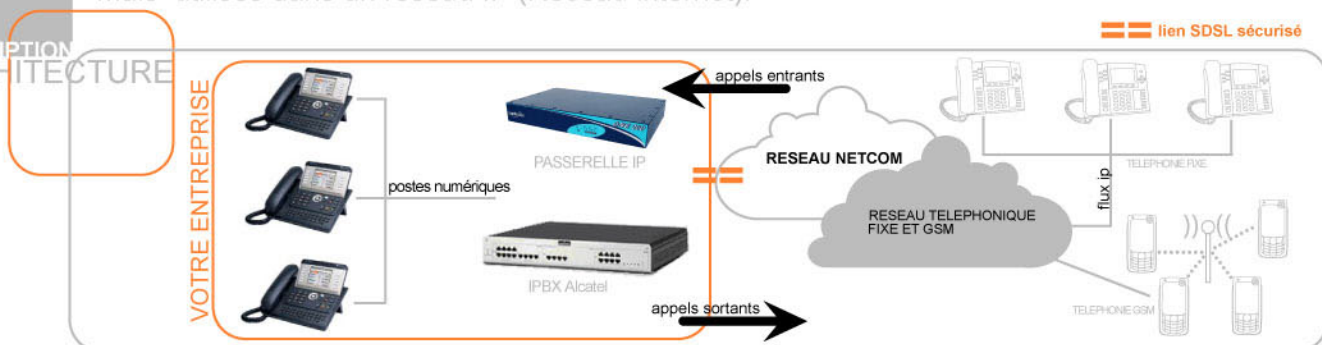 lien SDSL sécurisé
IPTION
HITECTURE
VOTRE ENTREPRISE
appels entrants
PASSERELLE IP
postes numériques
IPBX Alcatel
appels sortants
RESEAU NETCOM
RESEAU TELEPHONIQUE
FIXE ET GSM
flux ip
TELEPHONIE FIXE
TELEPHONIE GSM